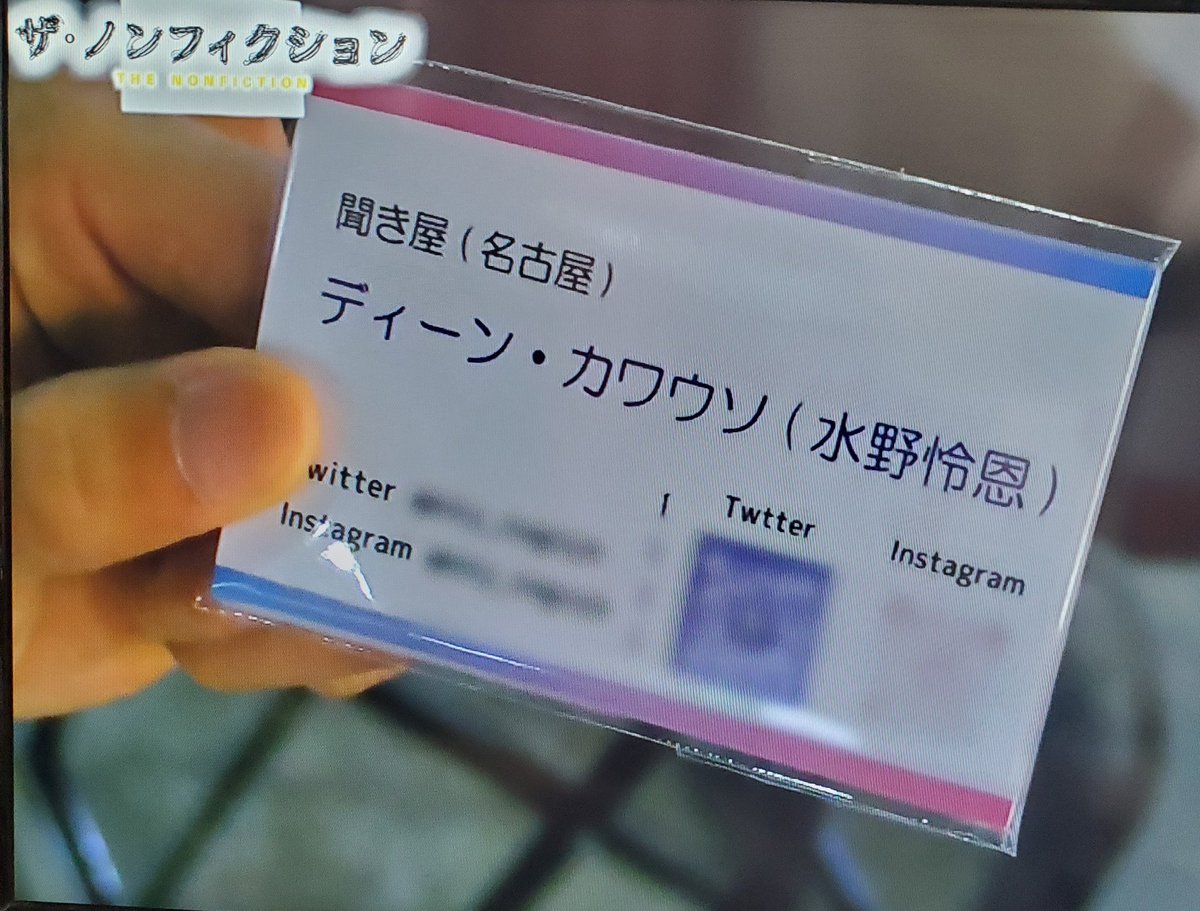 ザ・ノンフィクション
THE NONFICTION
聞き屋(名古屋)
ディーン・カワウソ(水野怜恩)
witter
Instagram
Twtter
Instagram